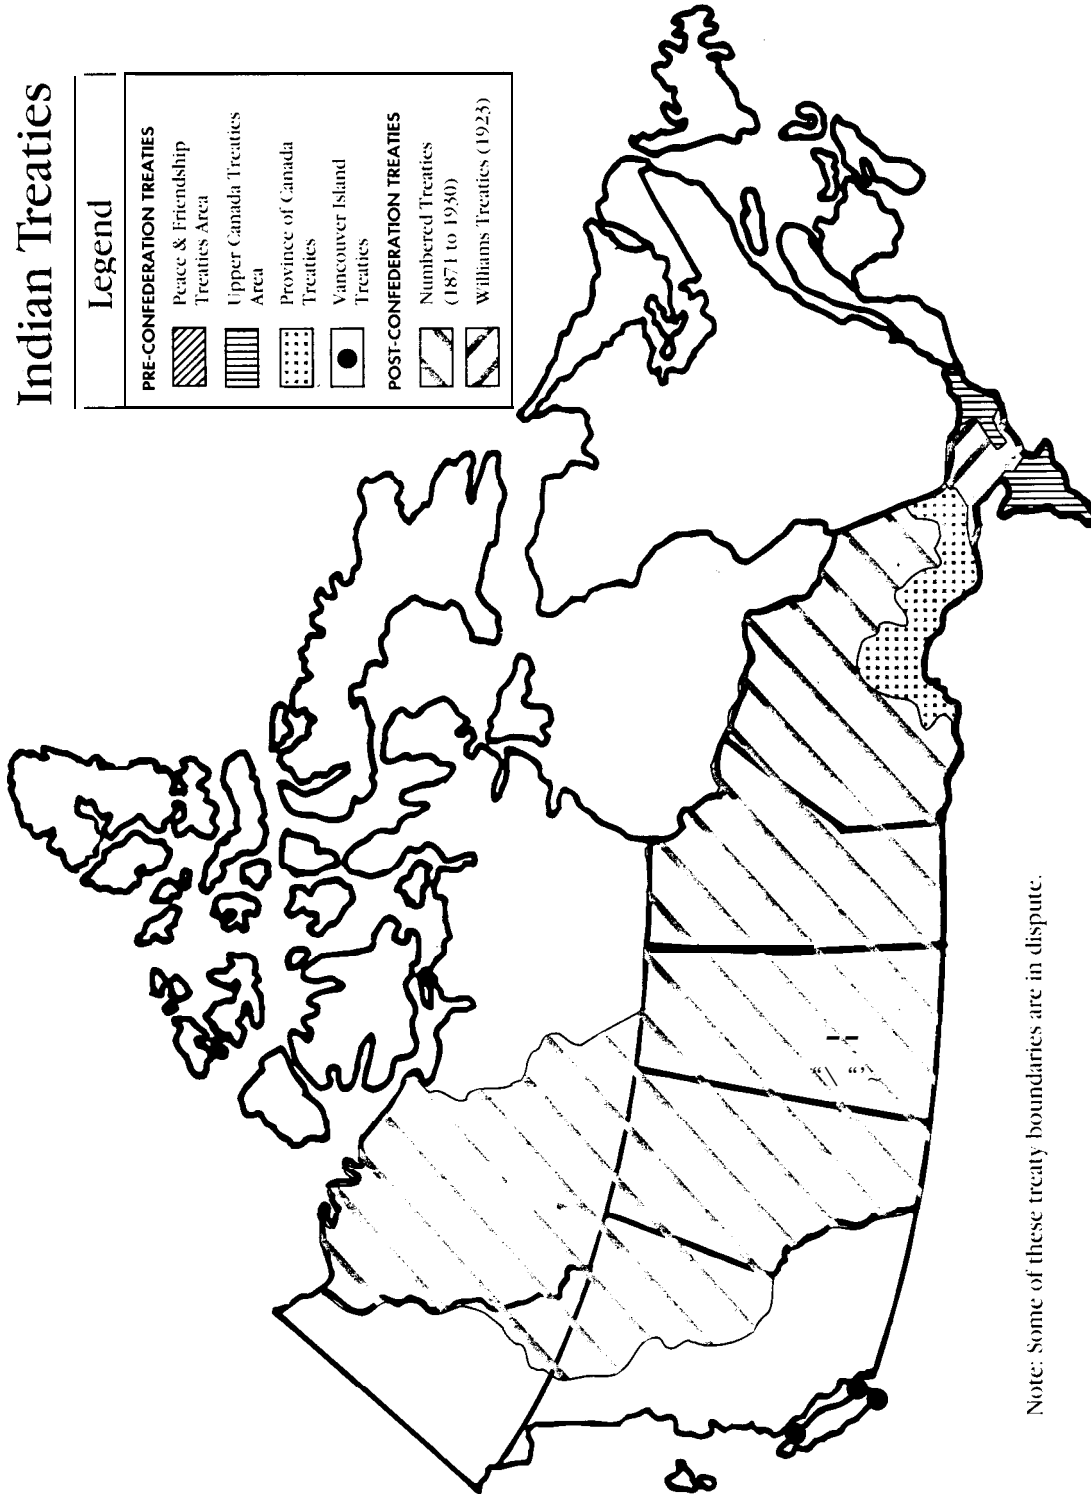 Indian Treaties
Legend
PRE-CONFEDERATION TREATIES
Peace & Friendship
Treaties Area
Upper Canada Treaties
Area
Province of Canada
Treaties
Vancouver Island
Treaties
POST-CONFEDERATION TREATIES
Numbered Treaties
(1871 to 1930)
Williams Treaties (1923)
Note: Some of these treaty boundaries are in dispute.